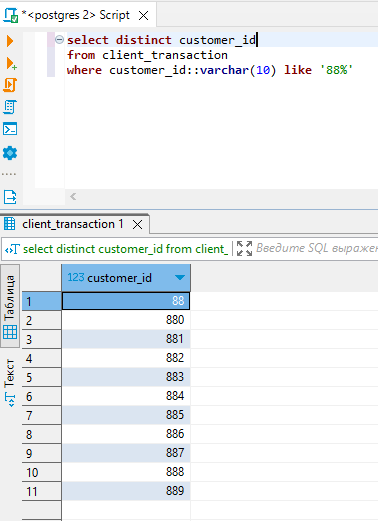 *<postgres 2> Script
select distinct customer_id
from client_transaction
where customer_id::varchar(10) like '88%'
client_transaction 1
select distinct customer_id from client_
Введите SQL выражен
Таблица
Текст
123 customer_id
1 88
2 880
3 881
4 882
5 883
6 884
7 885
8 886
9 887
10 888
11 889